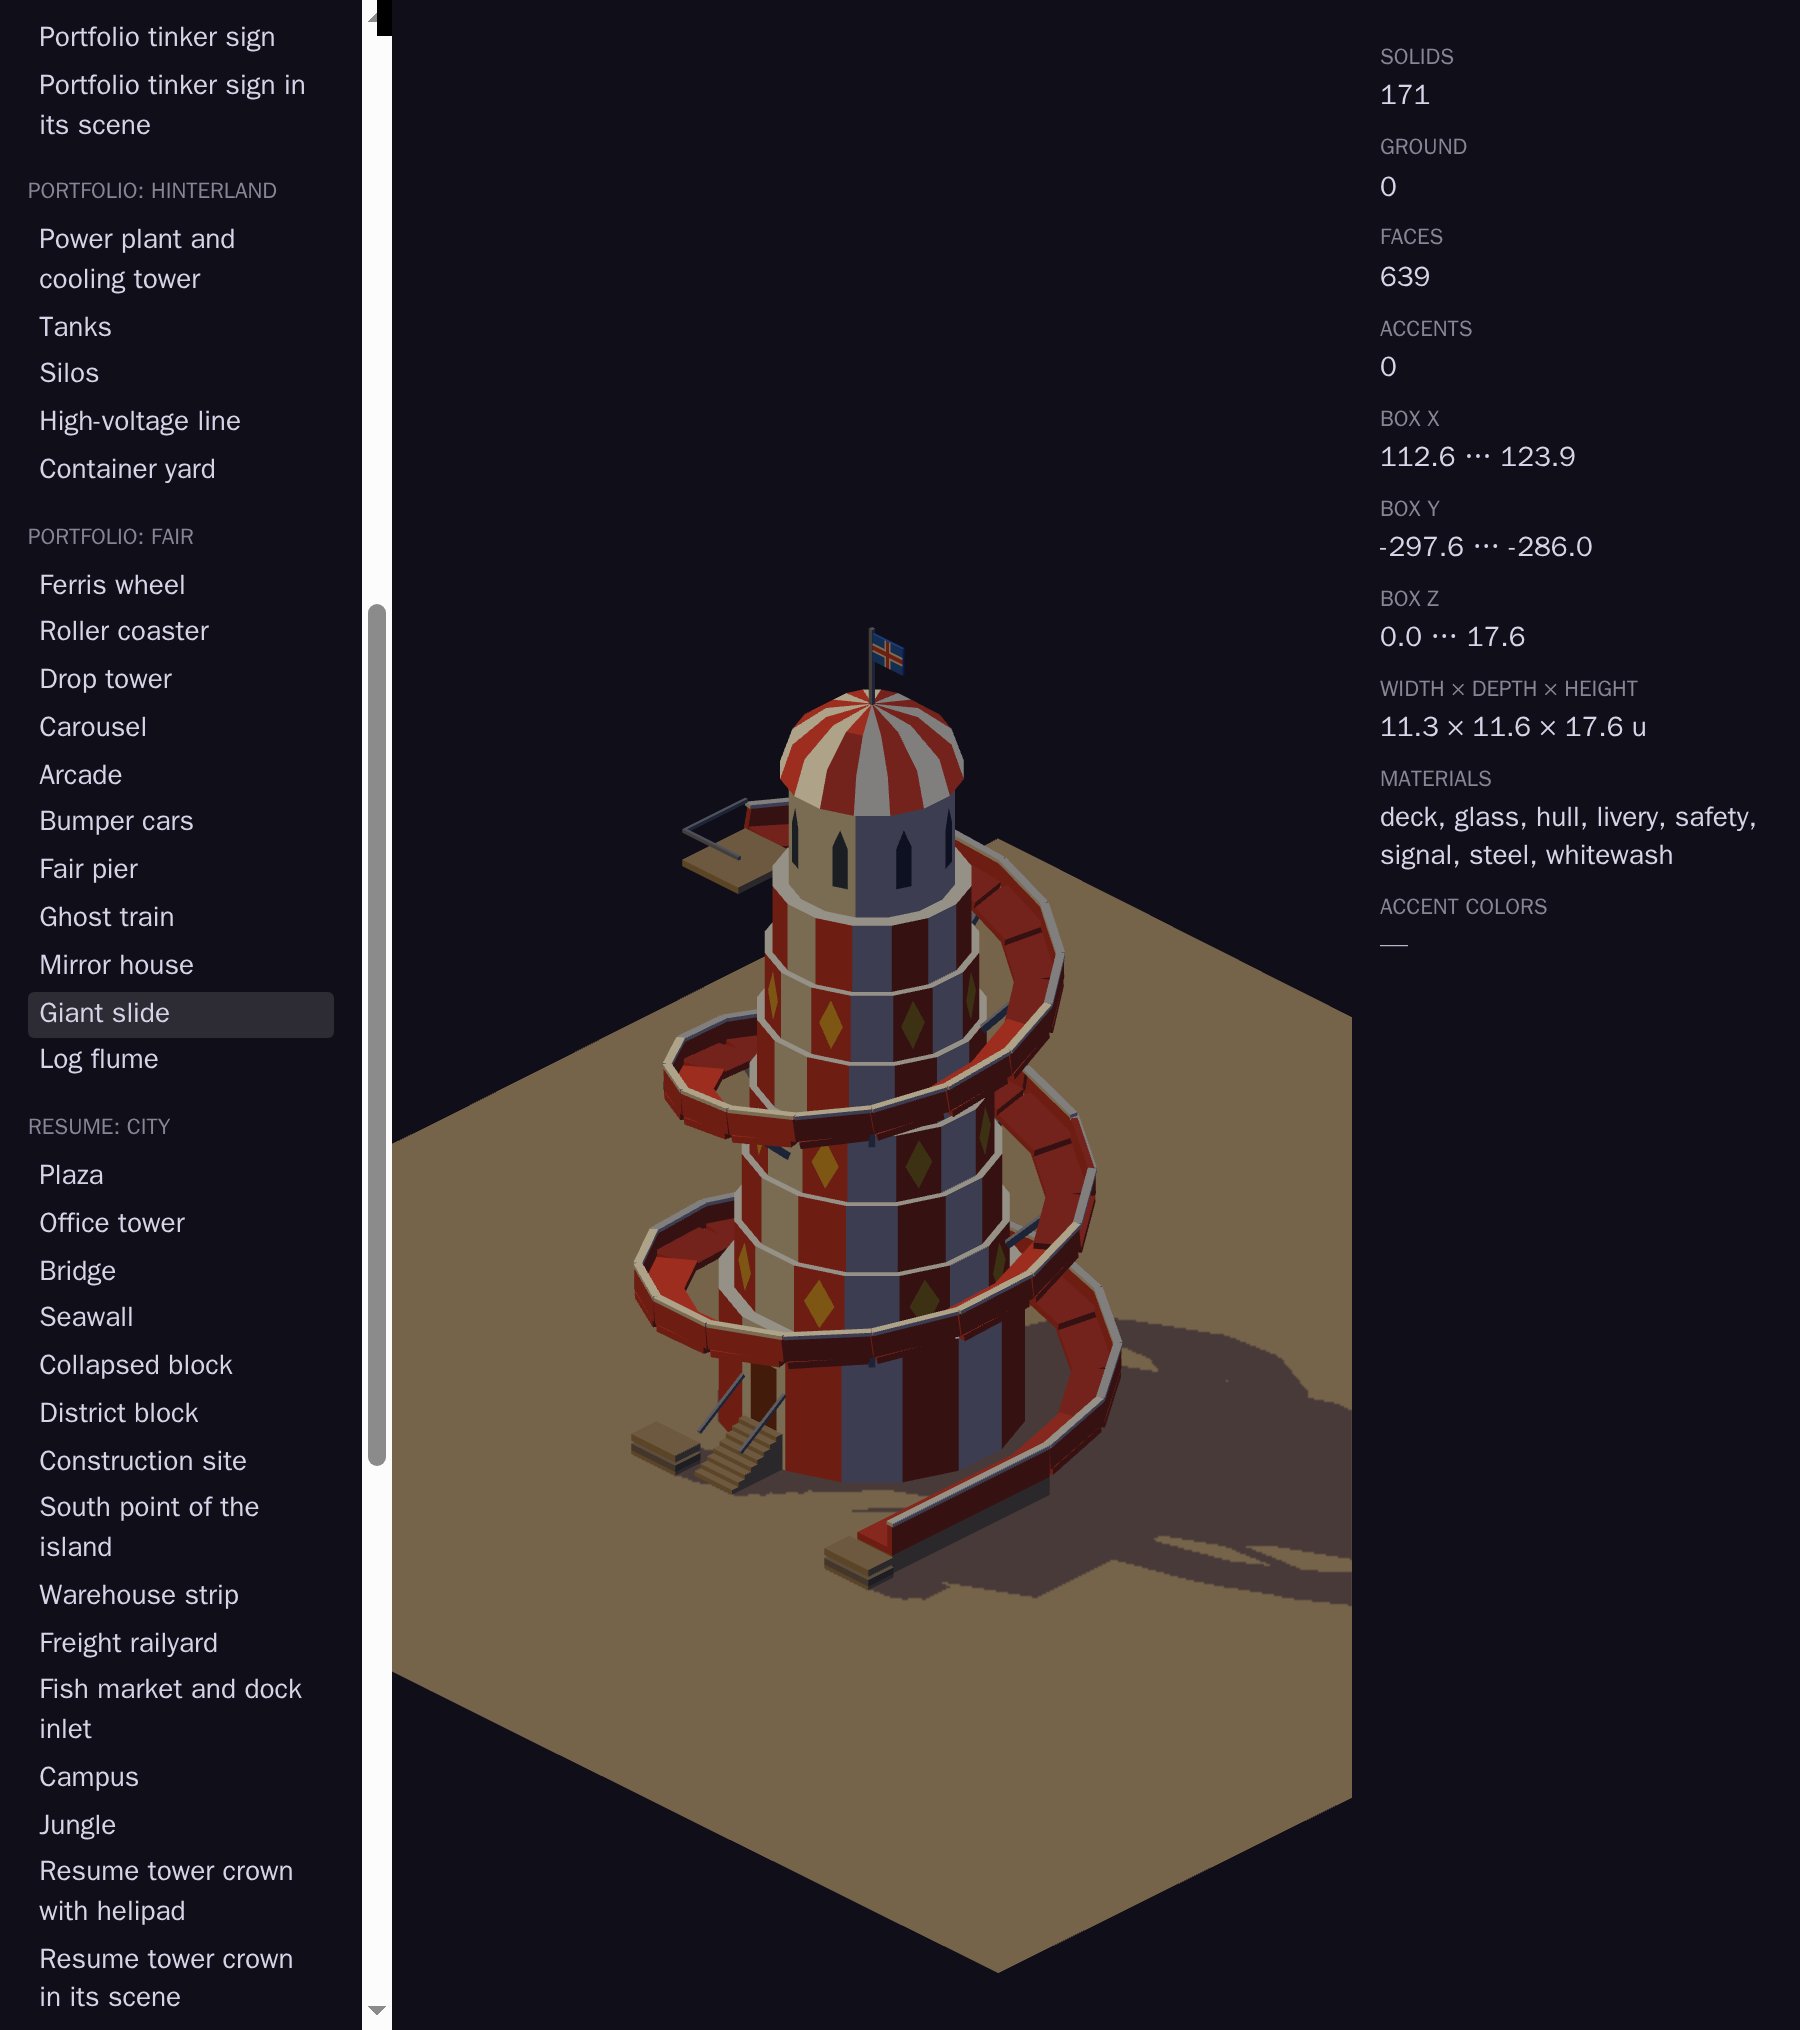 Portfolio tinker sign
Portfolio tinker sign in
its scene
PORTFOLIO: HINTERLAND
Power plant and
cooling tower
Tanks
Silos
High-voltage line
Container yard
PORTFOLIO: FAIR
Ferris wheel
Roller coaster
Drop tower
Carousel
Arcade
Bumper cars
Fair pier
Ghost train
Mirror house
Giant slide
Log flume
RESUME: CITY
Plaza
Office tower
Bridge
Seawall
Collapsed block
District block
Construction site
South point of the
island
Warehouse strip
Freight railyard
Fish market and dock
inlet
Campus
Jungle
Resume tower crown
with helipad
Resume tower crown
in its scene
SOLIDS
171
GROUND
0
FACES
639
ACCENTS
0
BOX X
112.6 ··· 123.9
BOX Y
-297.6 ··· -286.0
BOX Z
0.0 ··· 17.6
WIDTH × DEPTH × HEIGHT
11.3 × 11.6 × 17.6 u
MATERIALS
deck, glass, hull, livery, safety,
signal, steel, whitewash
ACCENT COLORS
—